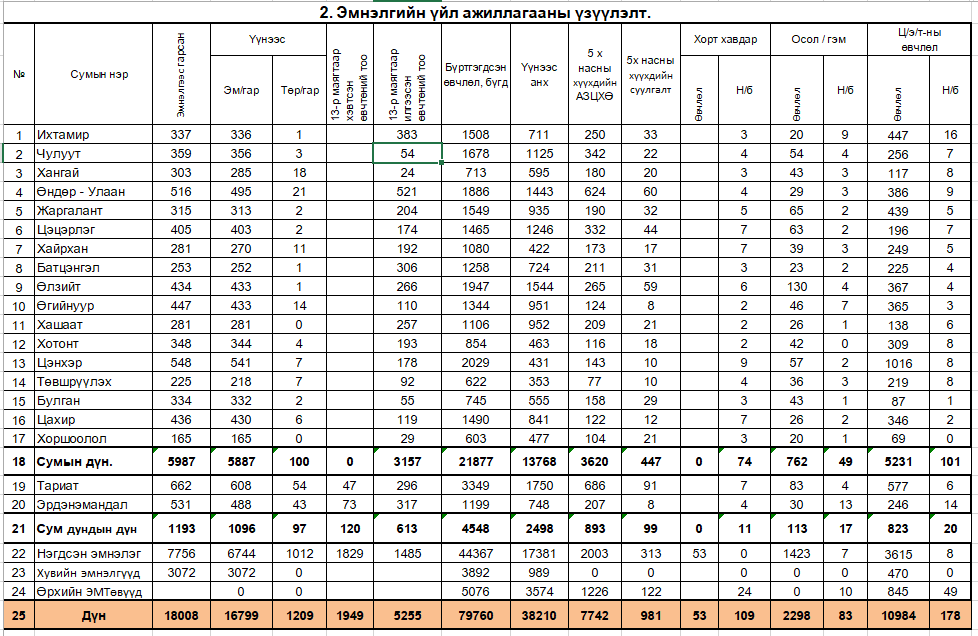 2. Эмнэлгийн үйл ажиллагааны үзүүлэлт.
№ Сумын нэр Эмнэлгээс гарсан Үүнээс Эм/гар Төр/гар 13-р маягтаар хэвтсэн өвчтөний тоо 13-р маягтаар илгээсэн өвчтөний тоо Бүртгэгдсэн өвчлөл, бүгд Үүнээс анх 5 х насны хүүхдийн АЗЦХӨ 5х насны хүүхдийн суулгалт Хорт хавдар Өвчлөл Н/б Осол / гэм Өвчлөл Н/б Ц/э/т-ны өвчлөл Өвчлөл Н/б
1 Ихтамир 337 336 1 383 1508 711 250 33 3 20 9 447 16
2 Чулуут 359 356 3 54 1678 1125 342 22 4 54 4 256 7
3 Хангай 303 285 18 24 713 595 180 20 3 43 3 117 8
4 Өндөр - Улаан 516 495 21 521 1886 1443 624 60 4 29 3 386 9
5 Жаргалант 315 313 2 204 1549 935 190 32 5 65 2 439 5
6 Цэцэрлэг 405 403 2 174 1465 1246 332 44 7 63 2 196 7
7 Хайрхан 281 270 11 192 1080 422 173 17 7 39 3 249 5
8 Батцэнгэл 253 252 1 306 1258 724 211 31 3 23 2 225 4
9 Өлзийт 434 433 1 266 1947 1544 265 59 6 130 4 367 4
10 Өгийнуур 447 433 14 110 1344 951 124 8 2 46 7 365 3
11 Хашаат 281 281 0 257 1106 952 209 21 2 26 1 138 6
12 Хотонт 348 344 4 193 854 463 116 18 2 42 0 309 8
13 Цэнхэр 548 541 7 178 2029 431 143 10 9 57 2 1016 8
14 Төвшрүүлэх 225 218 7 92 622 353 77 10 4 36 3 219 8
15 Булган 334 332 2 55 745 555 158 29 3 43 1 87 1
16 Цахир 436 430 6 119 1490 841 122 12 7 26 2 346 2
17 Хоршоолол 165 165 0 29 603 477 104 21 3 20 1 69 0
18 Сумын дүн. 5987 5887 100 0 3157 21877 13768 3620 447 0 74 762 49 5231 101
19 Тариат 662 608 54 47 296 3349 1750 686 91 7 83 4 577 6
20 Эрдэнэмандал 531 488 43 73 317 1199 748 207 8 4 30 13 246 14
21 Сум дундын дүн 1193 1096 97 120 613 4548 2498 893 99 0 11 113 17 823 20
22 Нэгдсэн эмнэлэг 7756 6744 1012 1829 1485 44367 17381 2003 313 53 0 1423 7 3615 8
23 Хувийн эмнэлгүүд 3072 3072 0 3892 989 0 0 0 0 0 470 0
24 Өрхийн ЭМТөвүүд 0 0 5076 3574 1226 122 24 0 10 845 49
25 Дүн 18008 16799 1209 1949 5255 79760 38210 7742 981 53 109 2298 83 10984 178